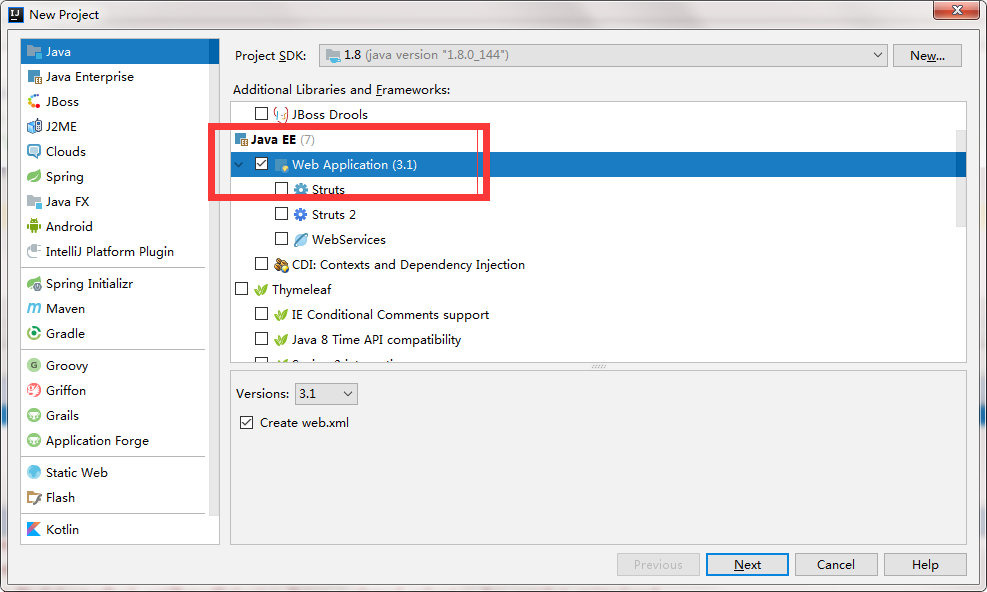 New Project
Java
Java Enterprise
JBoss
J2ME
Clouds
Spring
Java FX
Android
IntelliJ Platform Plugin
Spring Initializr
Maven
Gradle
Groovy
Griffon
Grails
Application Forge
Static Web
Flash
Kotlin
Project SDK: 1.8 (java version "1.8.0_144") New...
Additional Libraries and Frameworks:
JBoss Drools
Java EE (7)
Web Application (3.1)
Struts
Struts 2
WebServices
CDI: Contexts and Dependency Injection
Thymeleaf
IE Conditional Comments support
Java 8 Time API compatibility
Versions: 3.1
Create web.xml
Previous Next Cancel Help